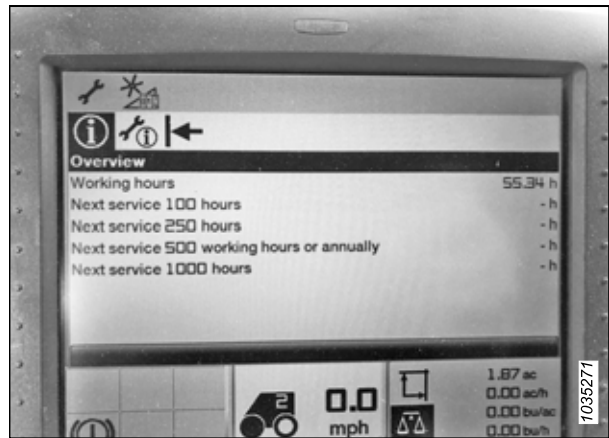 Overview
Working hours 55.34 h
Next service 100 hours - h
Next service 250 hours - h
Next service 500 working hours or annually - h
Next service 1000 hours - h
2
0.0
mph
1.87 ac
0.00 ac/h
0.00 bu/ac
0.00 bu/h
1035271